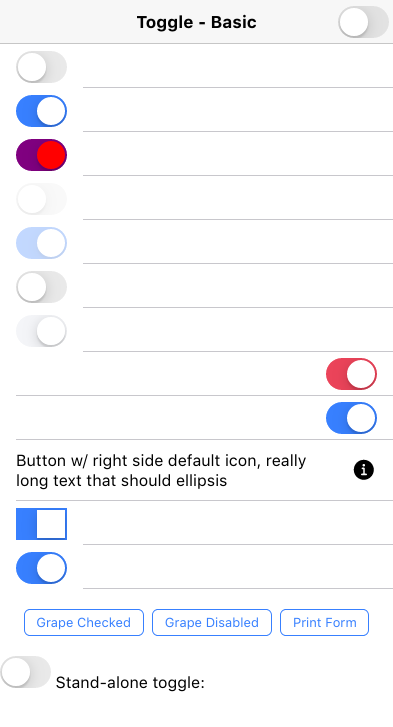 Toggle - Basic
Button w/ right side default icon, really
long text that should ellipsis
Grape Checked
Grape Disabled
Print Form
Stand-alone toggle: